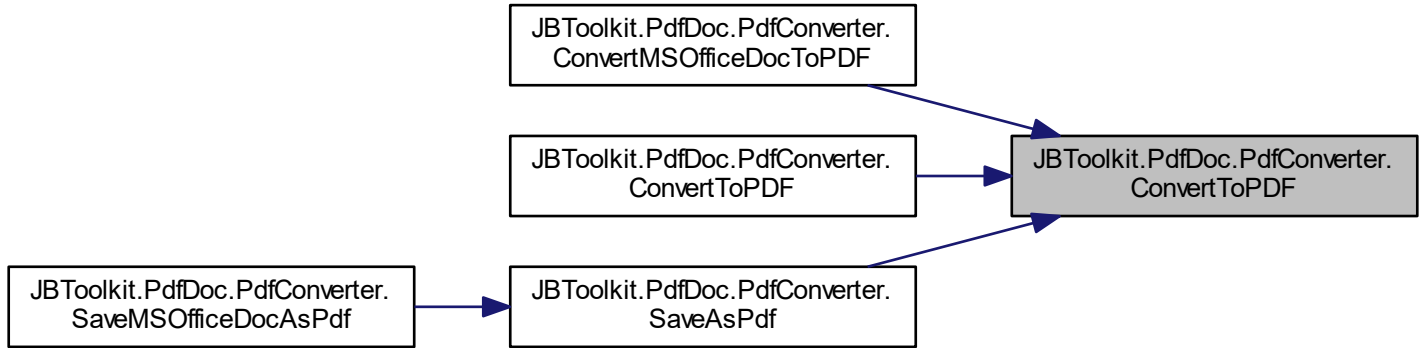 JBToolkit.PdfDoc.PdfConverter.
ConvertMSOfficeDocToPDF
JBToolkit.PdfDoc.PdfConverter.
ConvertToPDF
JBToolkit.PdfDoc.PdfConverter.
ConvertToPDF
JBToolkit.PdfDoc.PdfConverter.
SaveMSOfficeDocAsPdf
JBToolkit.PdfDoc.PdfConverter.
SaveAsPdf